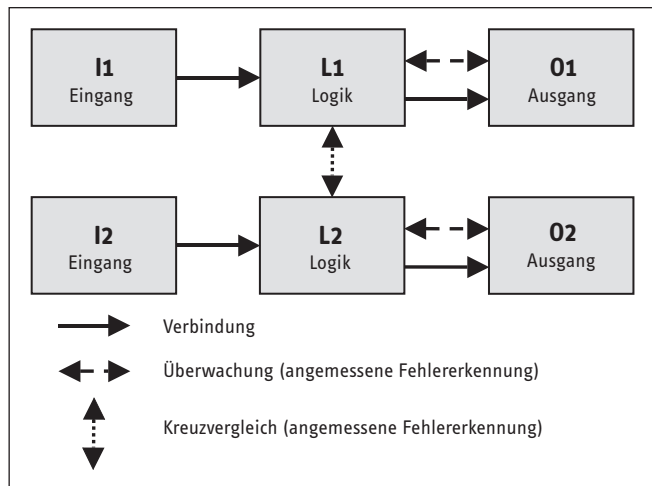 I1
Eingang
L1
Logik
O1
Ausgang
I2
Eingang
L2
Logik
O2
Ausgang
Verbindung
Überwachung (angemessene Fehlererkennung)
Kreuzvergleich (angemessene Fehlererkennung)